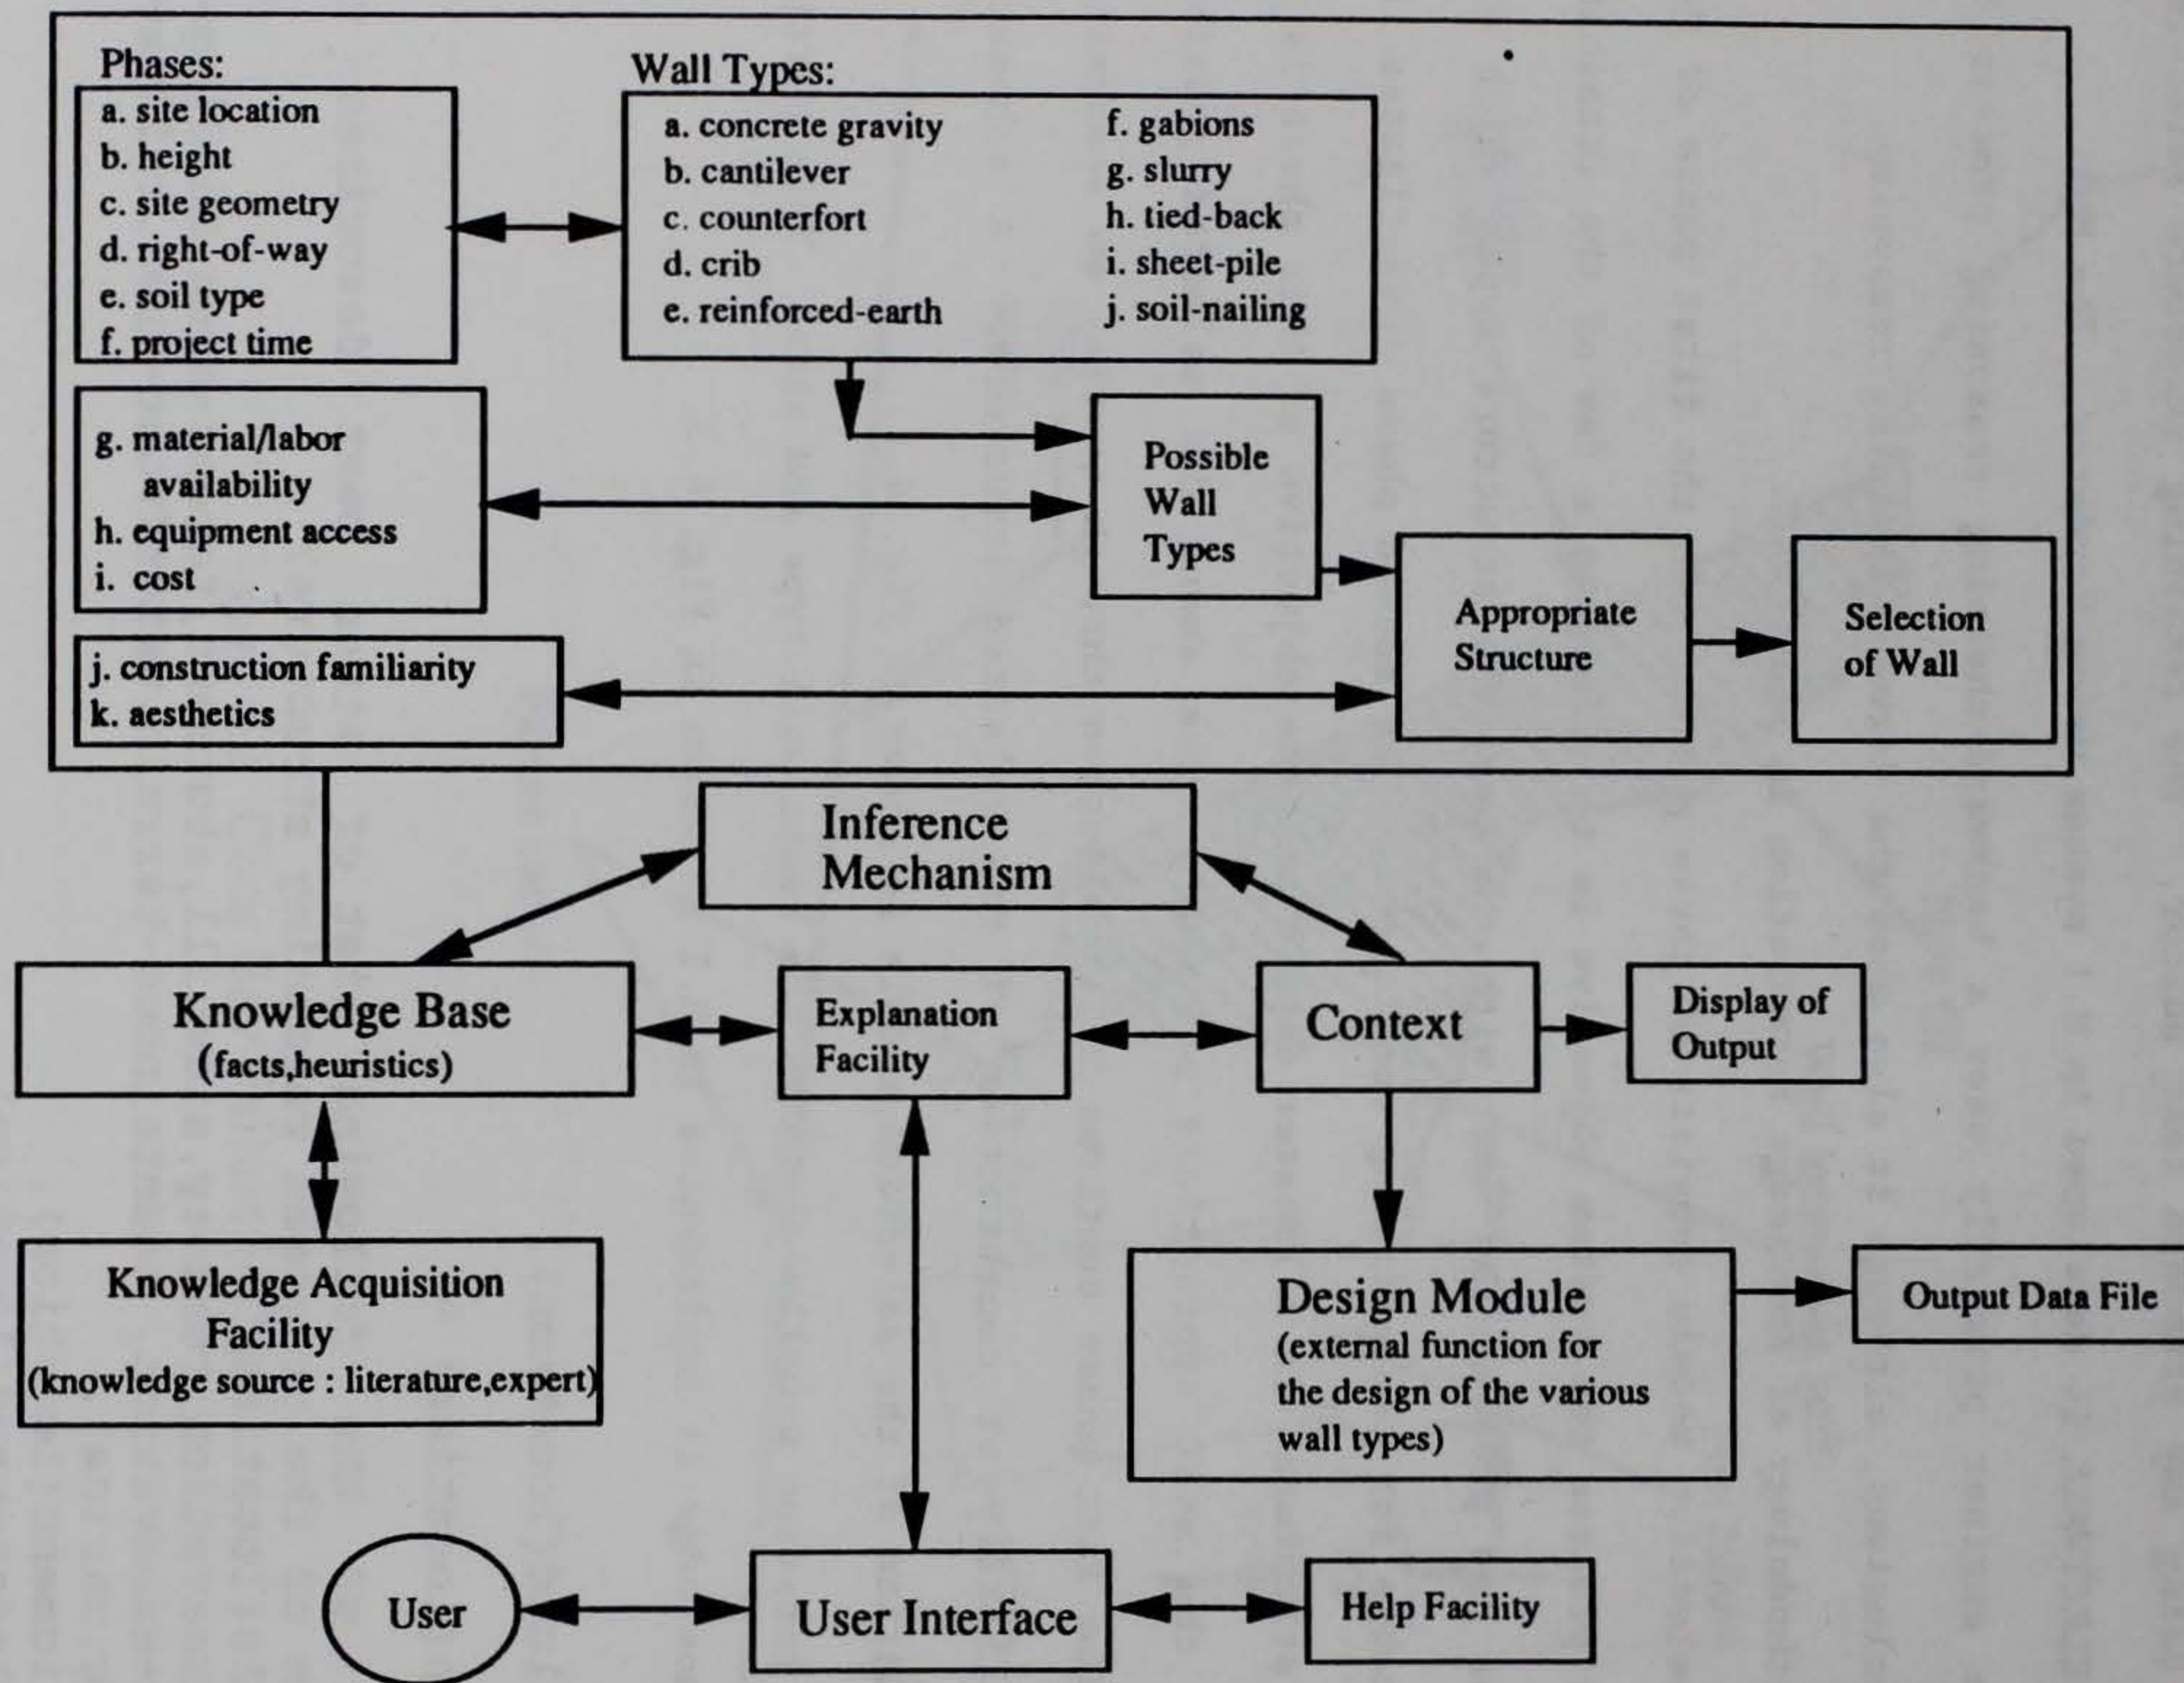 Phases:
a. site location
b. height
c. site geometry
d. right-of-way
e. soil type
f. project time
Wall Types:
a. concrete gravity
b. cantilever
c. counterfort
d. crib
e. reinforced-earth
f. gabions
g. slurry
h. tied-back
i. sheet-pile
j. soil-nailing
g. material/labor
availability
h. equipment access
i. cost
Possible
Wall
Types
j. construction familiarity
k. aesthetics
Appropriate
Structure
Selection
of Wall
Inference
Mechanism
Knowledge Base
(facts,heuristics)
Explanation
Facility
Context
Display of
Output
Knowledge Acquisition
Facility
(knowledge source : literature,expert)
Design Module
(external function for
the design of the various
wall types)
Output Data File
User
User Interface
Help Facility